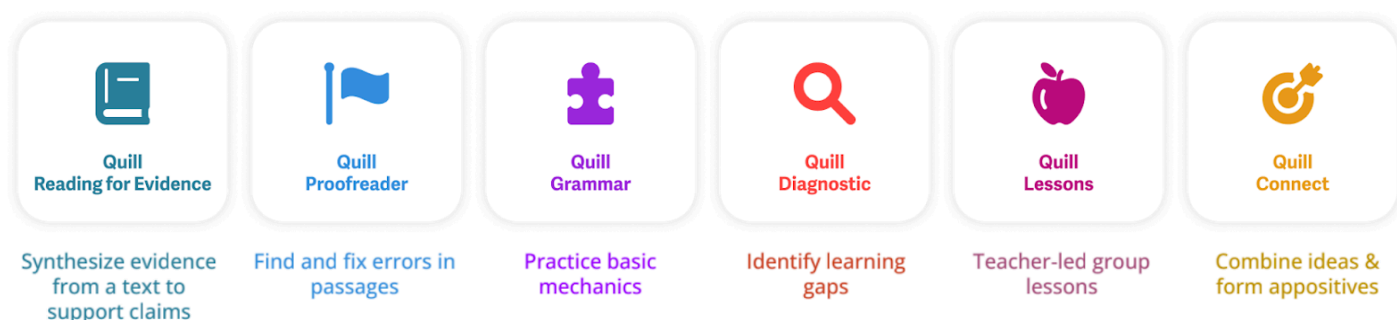 Quill
Reading for Evidence
Quill
Proofreader
Quill
Grammar
Quill
Diagnostic
Quill
Lessons
Quill
Connect
Synthesize evidence
from a text to
support claims
Find and fix errors in
passages
Practice basic
mechanics
Identify learning
gaps
Teacher-led group
lessons
Combine ideas &
form appositives